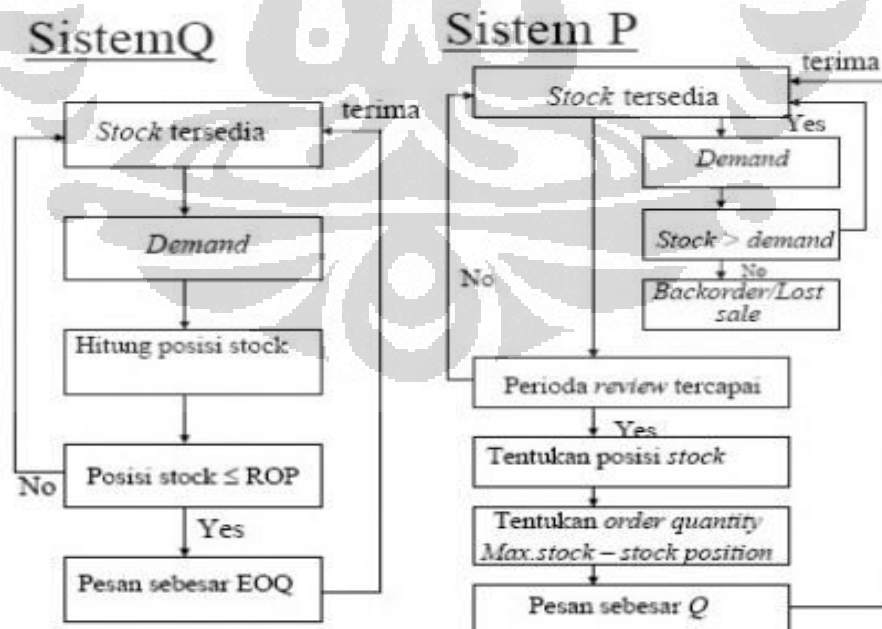 SistemQ
terima
Stock tersedia
Demand
Hitung posisi stock
Posisi stock ≤ ROP
No
Yes
Pesan sebesar EOQ
Sistem P
terima
Stock tersedia
Yes
Demand
Stock > demand
No
Backorder/Lost
sale
No
Perioda review tercapai
Yes
Tentukan posisi stock
Tentukan order quantity
Max.stock – stock position
Pesan sebesar Q